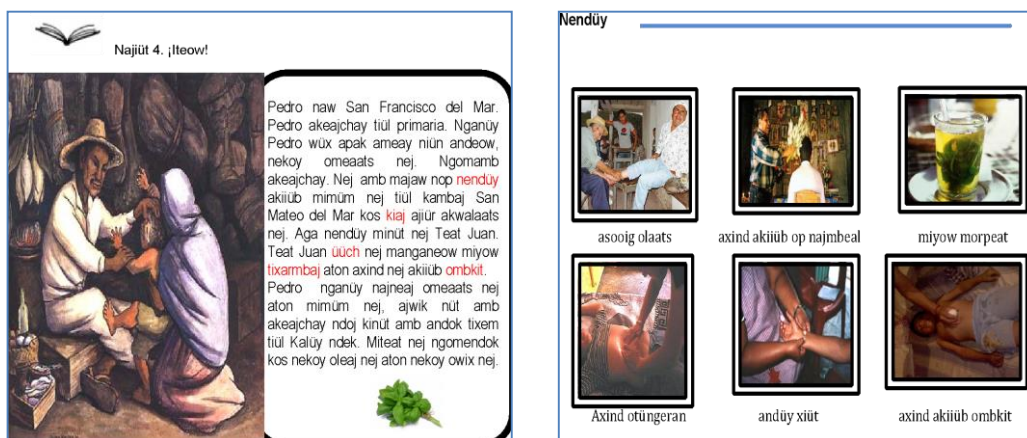 Najiüt 4. ¡Iteow!
Pedro naw San Francisco del Mar.
Pedro akeajchay tiül primaria. Nganüy
Pedro wüx apak ameay niün andeow,
nekoy omeaats nej. Ngomamb
akeajchay. Nej amb majaw nop nendüy
akiiüb mimüm nej tiül kambaj San
Mateo del Mar kos kiaj ajiür akwalaats
nej. Aga nendüy minüt nej Teat Juan.
Teat Juan üüch nej manganeow miyow
tixarmbaj aton axind nej akiiüb ombkit.
Pedro nganüy najneaj omeaats nej
aton mimüm nej, ajwik nüt amb
akeajchay ndoj kinüt amb andok tixem
tiül Kalüy ndek. Miteat nej ngomendok
kos nekoy oleaj nej aton nekoy owix nej.
Nendüy
asooig olaats
axind akiiüb op najmbeal
miyow morpeat
Axind otüngeran
andüy xiüt
axind akiiüb ombkit